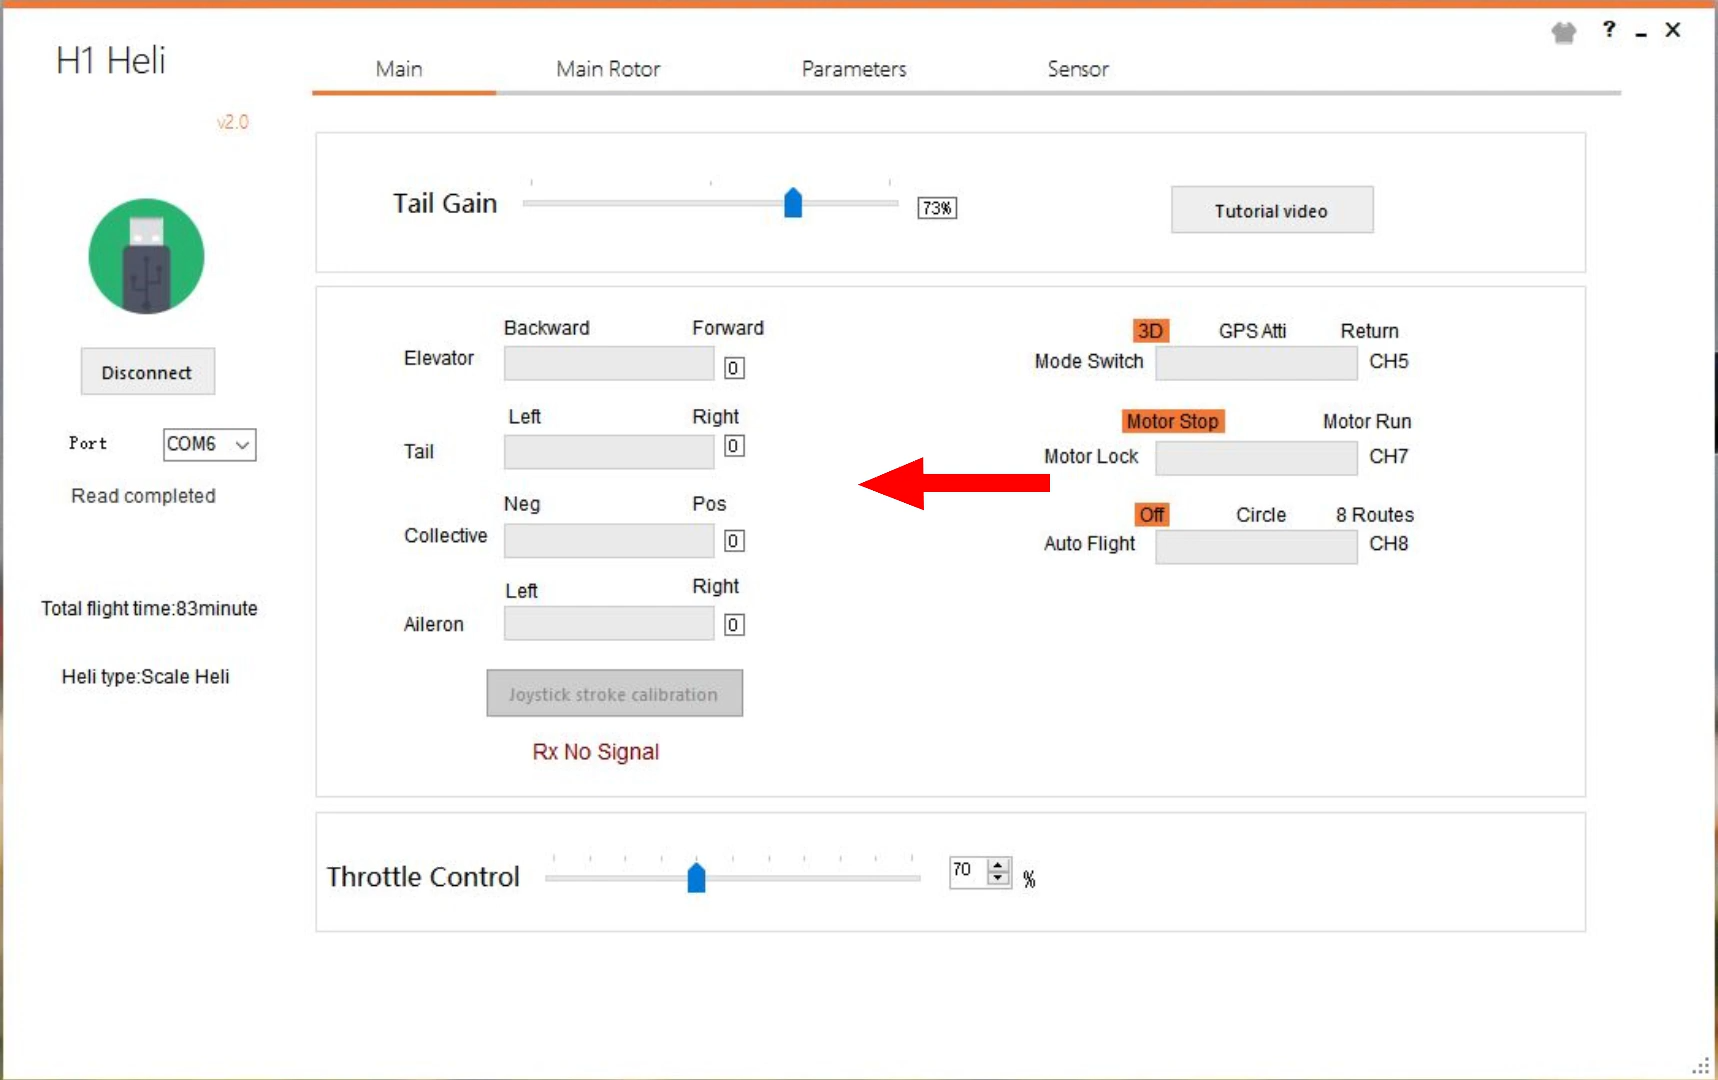 H1 Heli
?
Main Main Rotor Parameters Sensor
v2.0
Tail Gain 73% Tutorial video
Disconnect
Port COM6
Read completed
Total flight time:83minute
Heli type:Scale Heli
Backward Forward
Elevator 0
Left Right
Tail 0
Neg Pos
Collective 0
Left Right
Aileron 0
Joystick stroke calibration
Rx No Signal
3D GPS Atti Return
Mode Switch CH5
Motor Stop Motor Run
Motor Lock CH7
Off Circle 8 Routes
Auto Flight CH8
Throttle Control 70 %